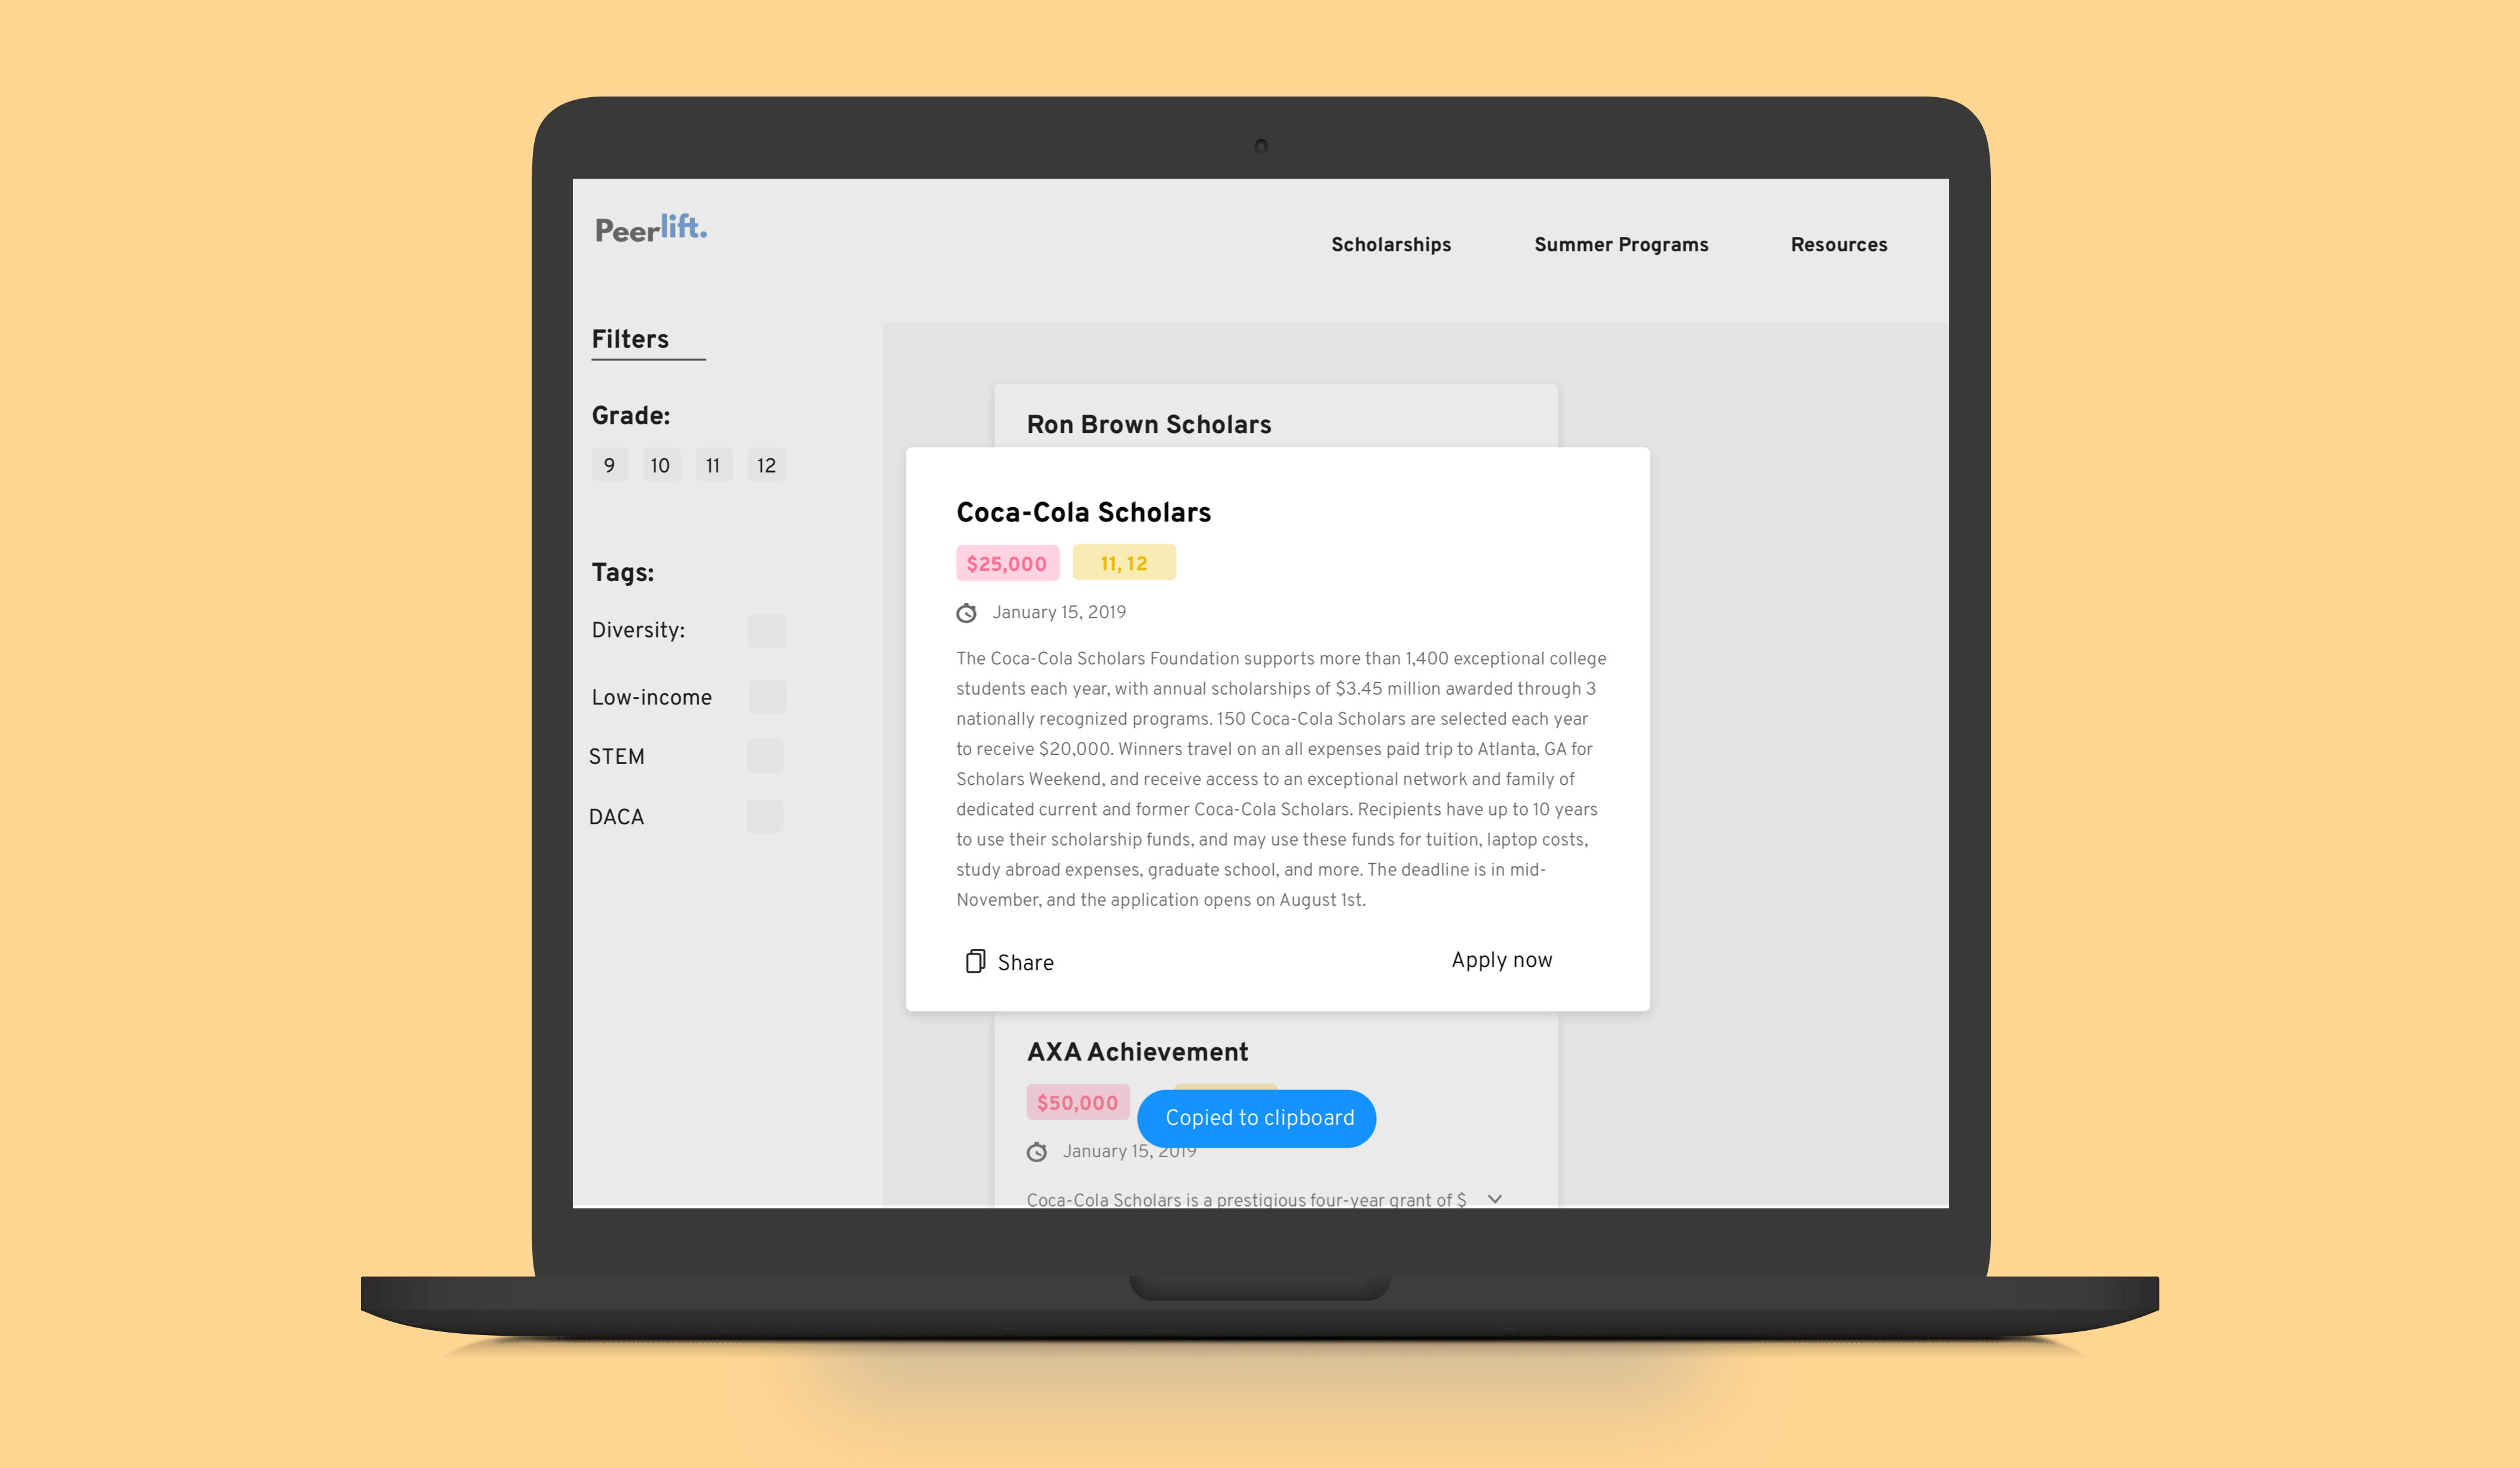 Peerlift.
Scholarships Summer Programs Resources
Filters
Grade:
9 10 11 12
Tags:
Diversity:
Low-income
STEM
DACA
Ron Brown Scholars
Coca-Cola Scholars
$25,000 11, 12
January 15, 2019
The Coca-Cola Scholars Foundation supports more than 1,400 exceptional college
students each year, with annual scholarships of $3.45 million awarded through 3
nationally recognized programs. 150 Coca-Cola Scholars are selected each year
to receive $20,000. Winners travel on an all expenses paid trip to Atlanta, GA for
Scholars Weekend, and receive access to an exceptional network and family of
dedicated current and former Coca-Cola Scholars. Recipients have up to 10 years
to use their scholarship funds, and may use these funds for tuition, laptop costs,
study abroad expenses, graduate school, and more. The deadline is in mid-
November, and the application opens on August 1st.
Share Apply now
AXA Achievement
$50,000
Copied to clipboard
January 15, 2019
Coca-Cola Scholars is a prestigious four-year grant of $